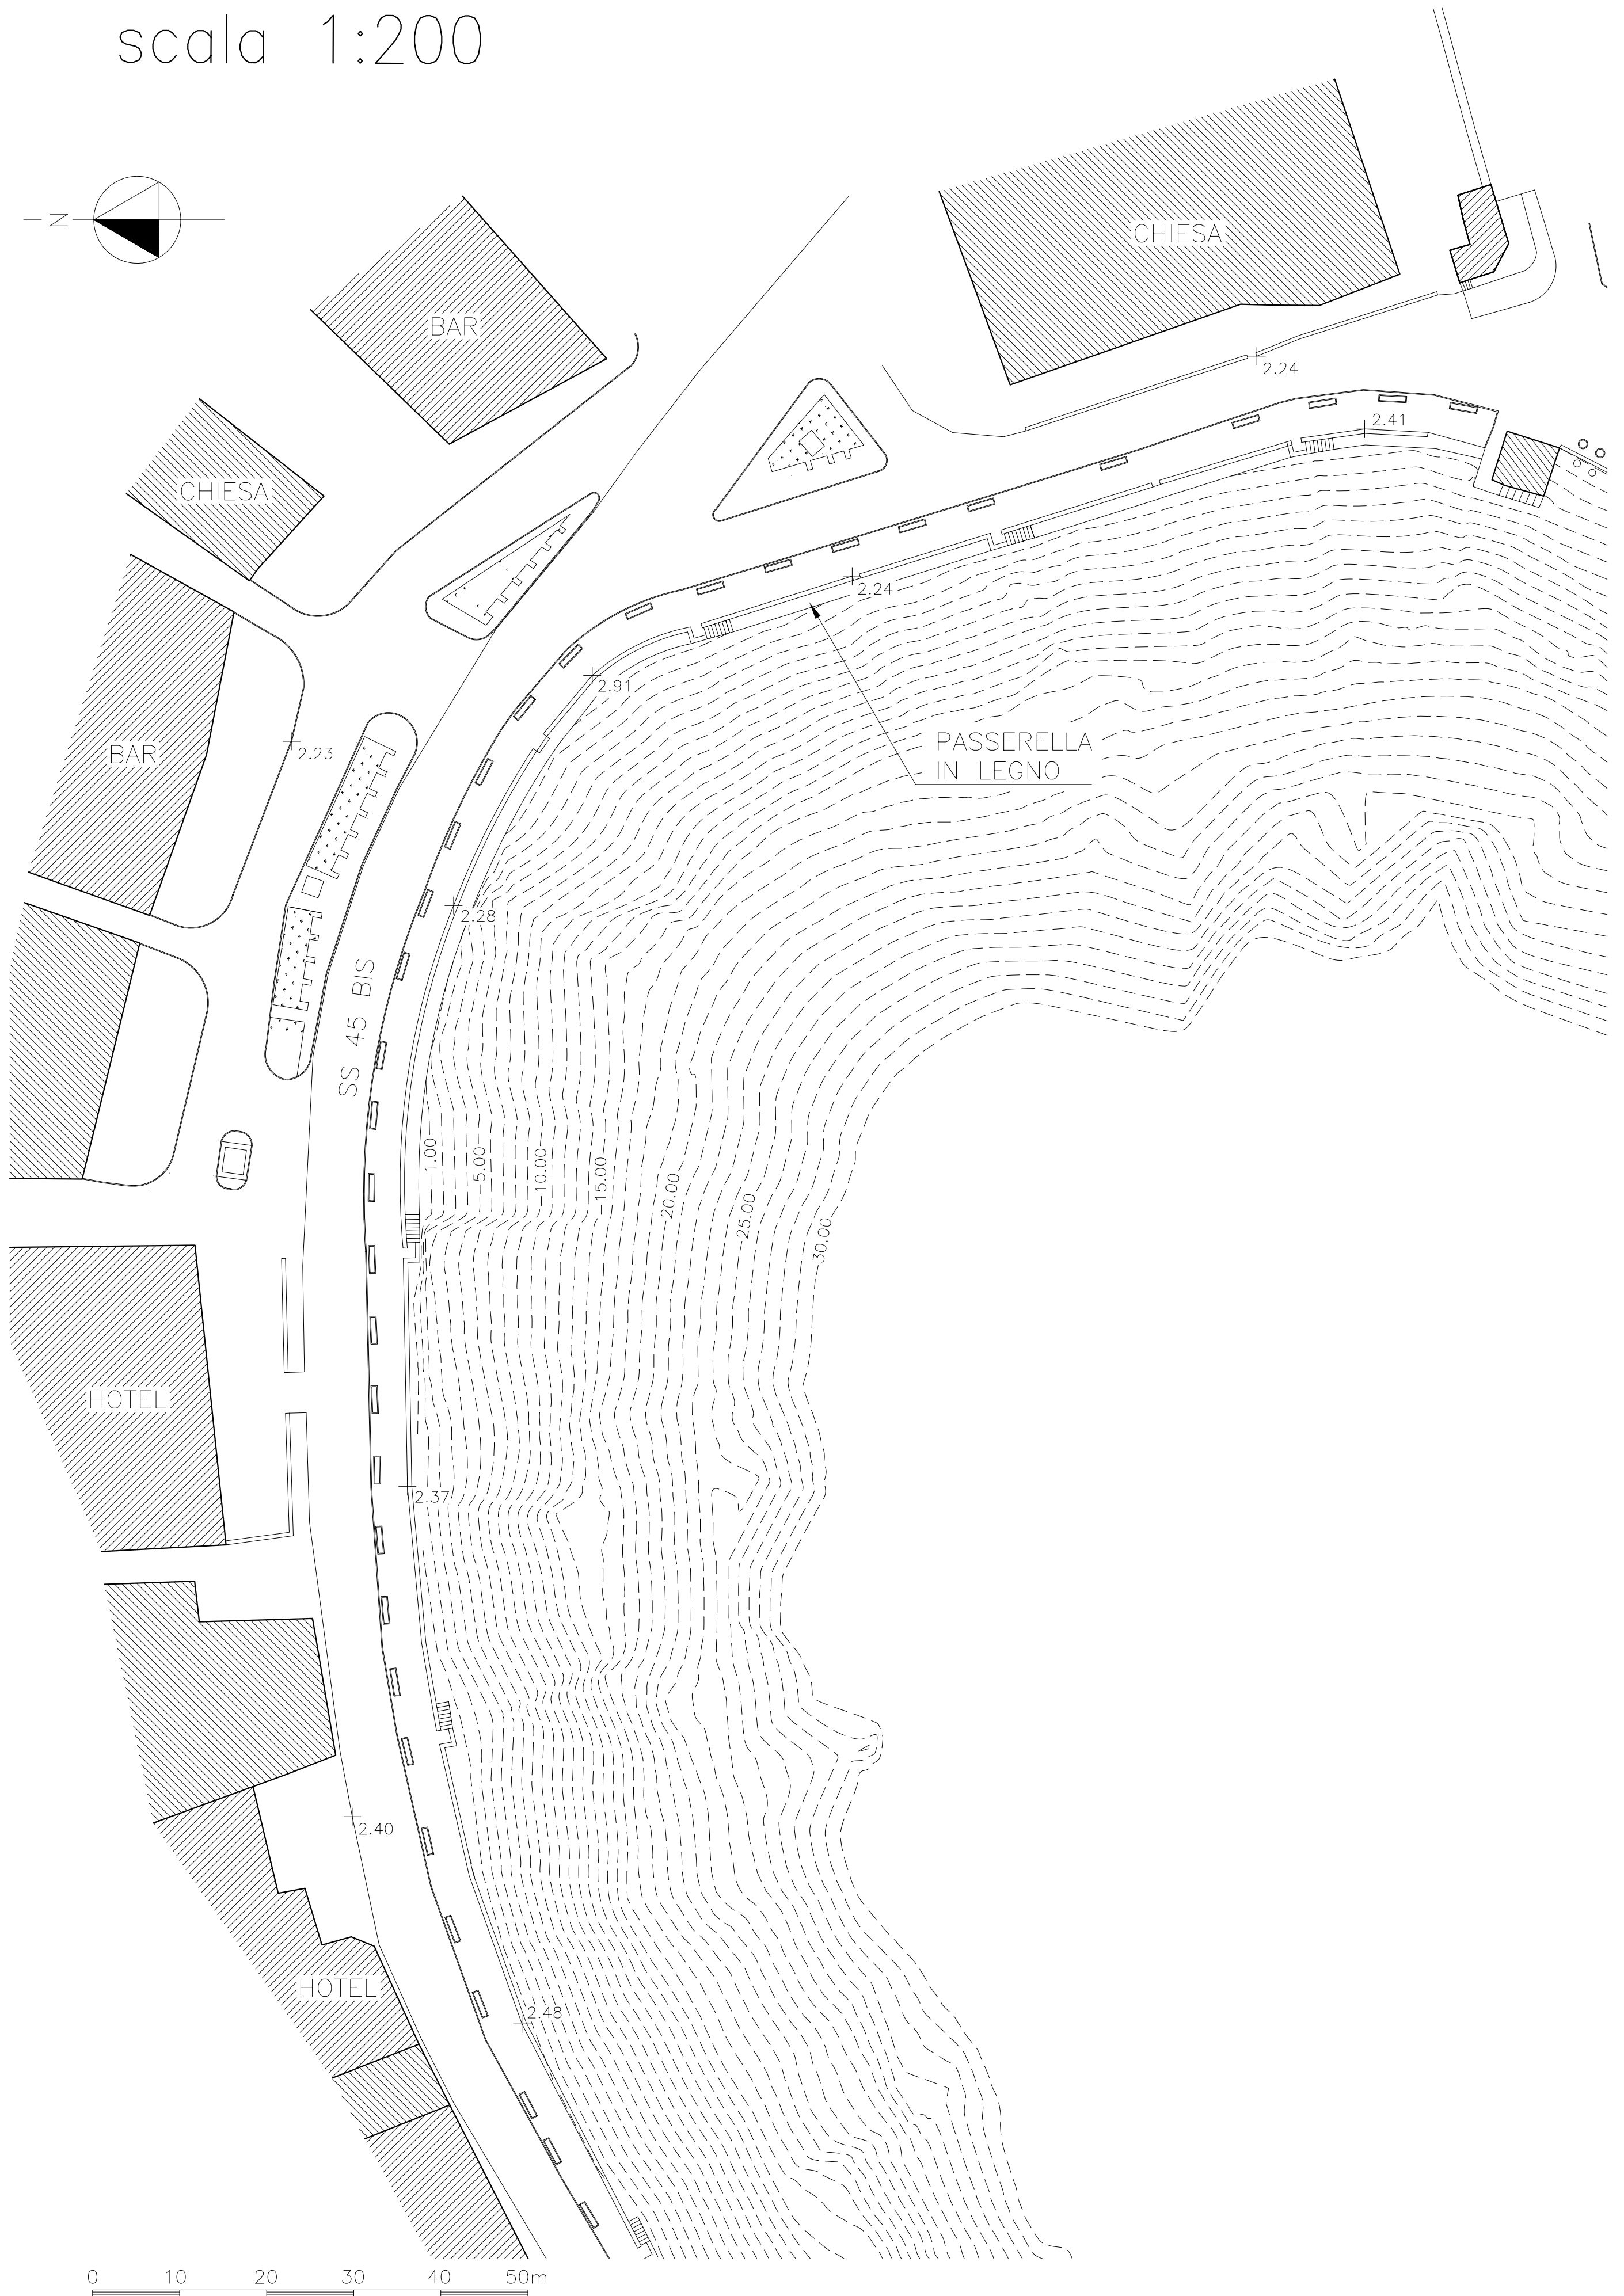 scala 1:200
N
CHIESA
BAR
2.24
2.41
CHIESA
2.24
2.91
PASSERELLA
IN LEGNO
2.23
BAR
2.28
SS 45 BIS
1.00
5.00
10.00
15.00
20.00
25.00
30.00
HOTEL
2.37
2.40
HOTEL
2.48
0 10 20 30 40 50m